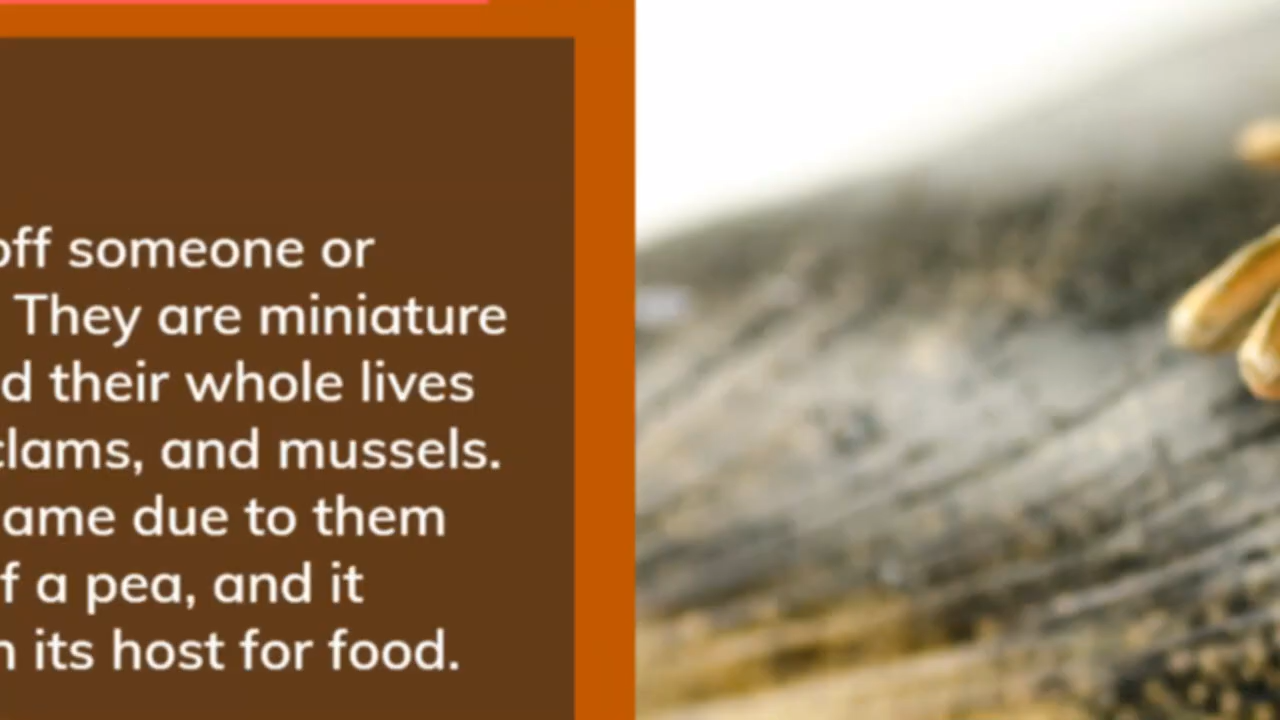 off someone or
They are miniature
d their whole lives
clams, and mussels.
ame due to them
f a pea, and it
n its host for food.